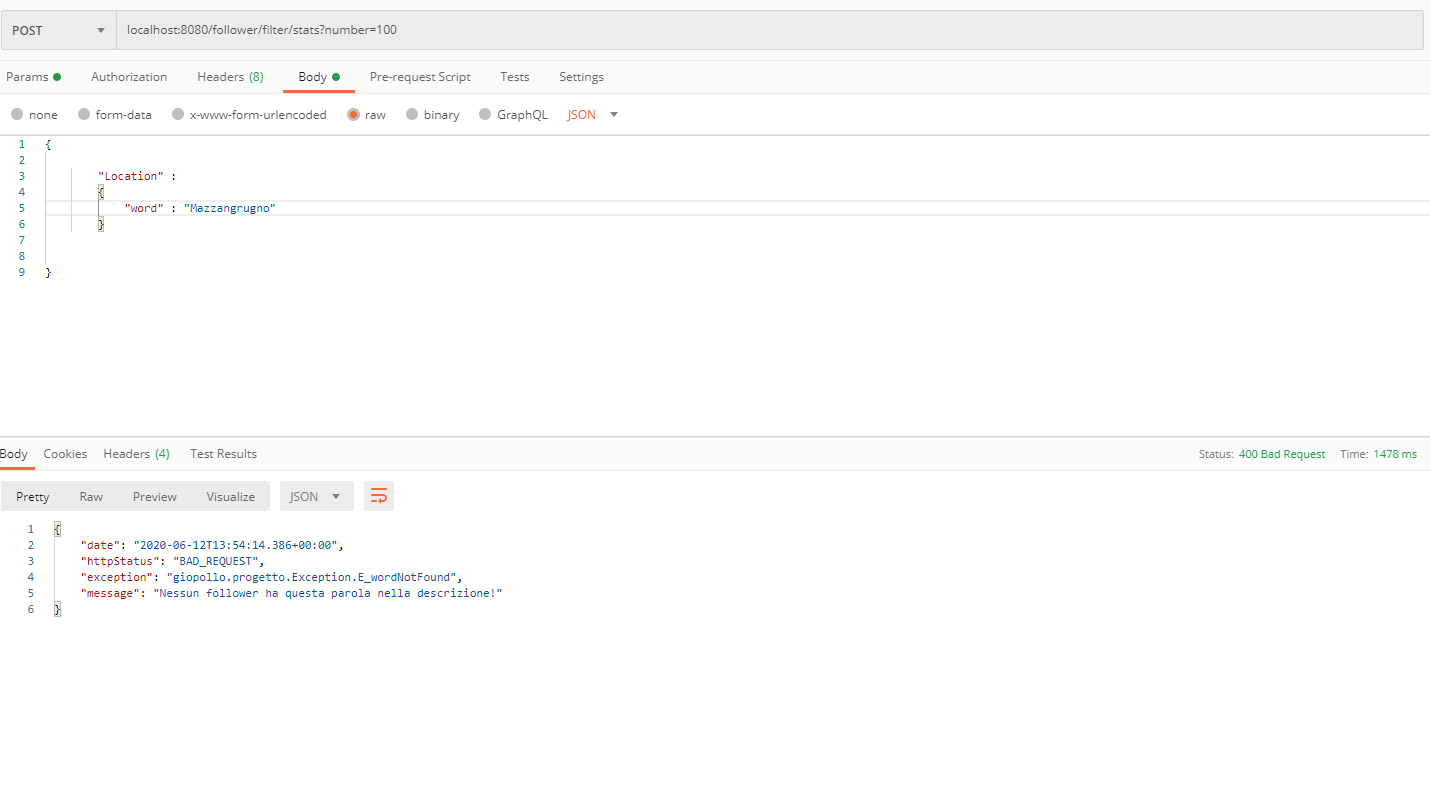 POST localhost:8080/follower/filter/stats?number=100
Params Authorization Headers (8) Body Pre-request Script Tests Settings
none form-data x-www-form-urlencoded raw binary GraphQL JSON
1 {
2
3 "Location" :
4 {
5 "word" : "Mazzangrugno"
6 }
7
8
9 }
Body Cookies Headers (4) Test Results Status: 400 Bad Request Time: 1478 ms
Pretty Raw Preview Visualize JSON
1 {
2 "date": "2020-06-12T13:54:14.386+00:00",
3 "httpStatus": "BAD_REQUEST",
4 "exception": "giopollo.progetto.Exception.E_wordNotFound",
5 "message": "Nessun follower ha questa parola nella descrizione!"
6 }